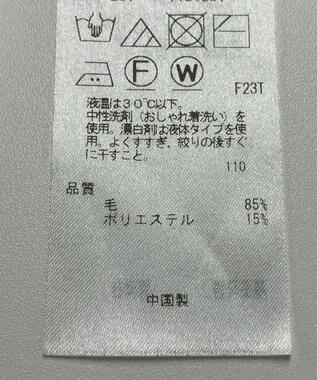 F
W
F23T
液温は30℃以下。
中性洗剤（おしゃれ着洗い）を
使用。漂白剤は液体タイプを使
用。よくすすぎ、絞りの後すぐ
に干すこと。
110
品質
毛 85%
ポリエステル 15%
中国製